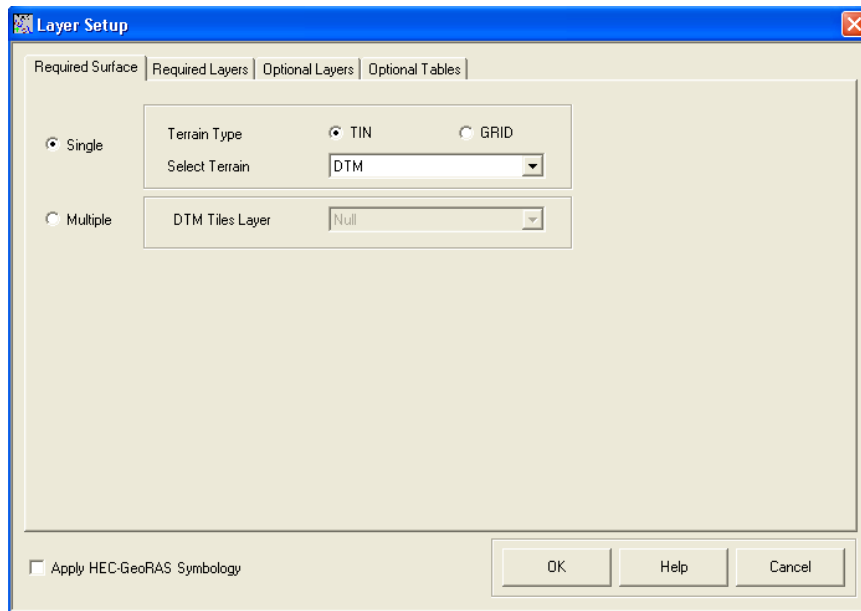 Layer Setup
Required Surface Required Layers Optional Layers Optional Tables
Single
Terrain Type TIN GRID
Select Terrain DTM
Multiple DTM Tiles Layer Null
Apply HEC-GeoRAS Symbology OK Help Cancel